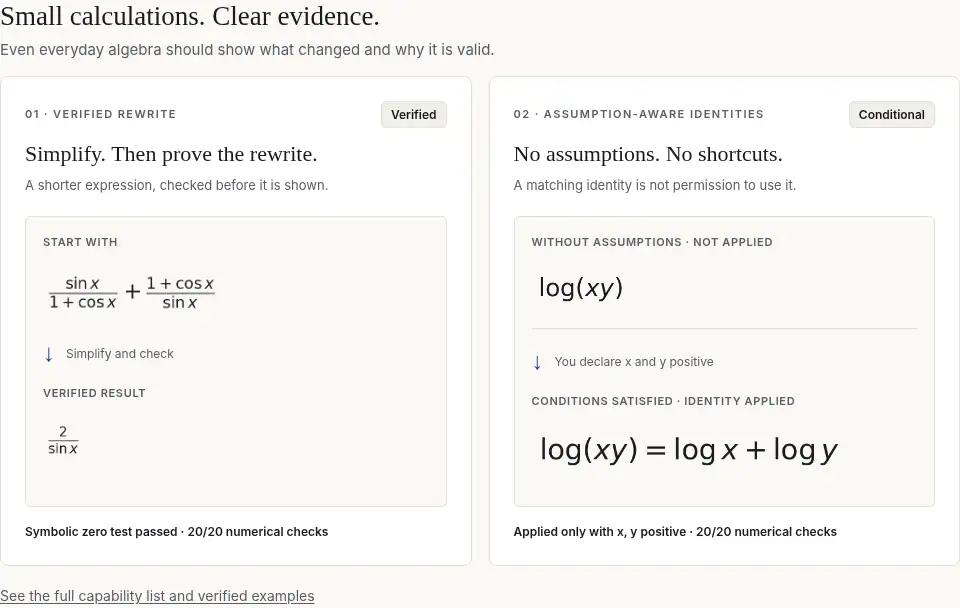 Small calculations. Clear evidence.
Even everyday algebra should show what changed and why it is valid.
01 · VERIFIED REWRITE
Verified
Simplify. Then prove the rewrite.
A shorter expression, checked before it is shown.
START WITH
sin x / 1 + cos x + 1 + cos x / sin x
↓ Simplify and check
VERIFIED RESULT
2 / sin x
Symbolic zero test passed · 20/20 numerical checks
02 · ASSUMPTION-AWARE IDENTITIES
Conditional
No assumptions. No shortcuts.
A matching identity is not permission to use it.
WITHOUT ASSUMPTIONS · NOT APPLIED
log(xy)
↓ You declare x and y positive
CONDITIONS SATISFIED · IDENTITY APPLIED
log(xy) = log x + log y
Applied only with x, y positive · 20/20 numerical checks
See the full capability list and verified examples